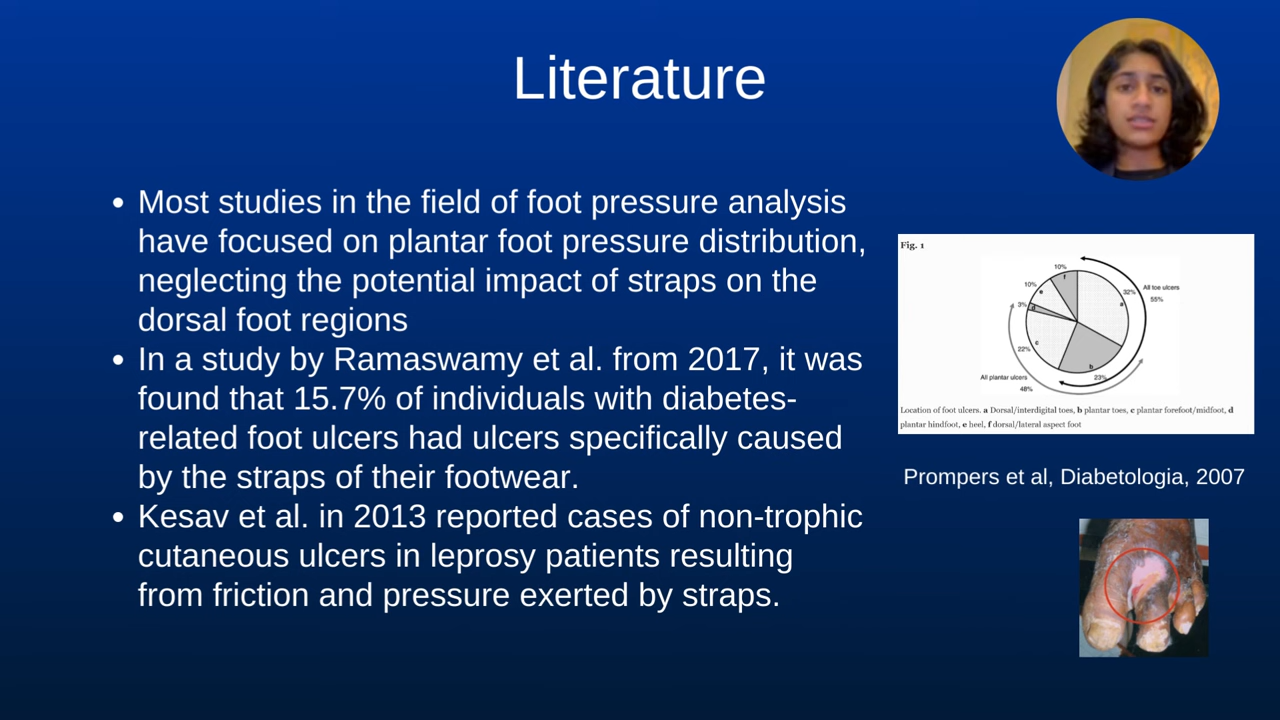 Literature
• Most studies in the field of foot pressure analysis
have focused on plantar foot pressure distribution,
neglecting the potential impact of straps on the
dorsal foot regions
• In a study by Ramaswamy et al. from 2017, it was
found that 15.7% of individuals with diabetes-
related foot ulcers had ulcers specifically caused
by the straps of their footwear.
• Kesav et al. in 2013 reported cases of non-trophic
cutaneous ulcers in leprosy patients resulting
from friction and pressure exerted by straps.
Fig. 1
10%
f
10%
e
3%
d
32%
a
All toe ulcers
55%
c
22%
b
23%
All plantar ulcers
48%
Location of foot ulcers. a Dorsal/interdigital toes, b plantar toes, c plantar forefoot/midfoot, d
plantar hindfoot, e heel, f dorsal/lateral aspect foot
Prompers et al, Diabetologia, 2007